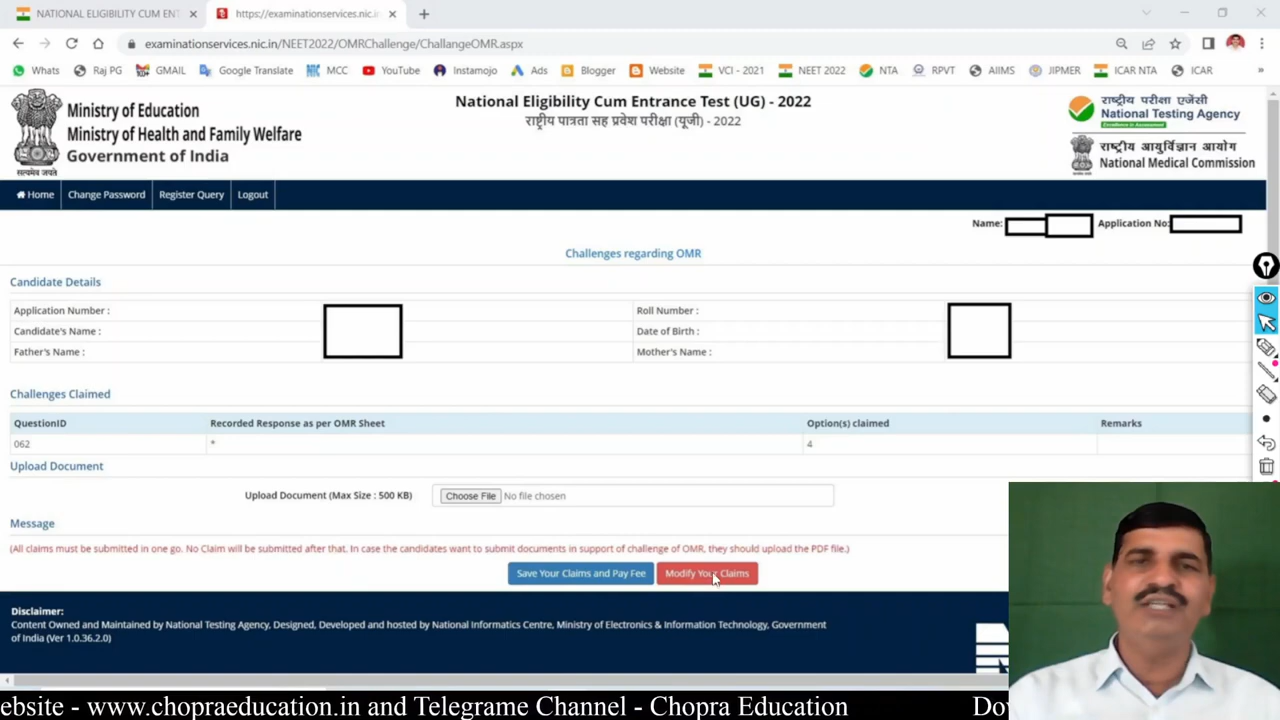 NATIONAL ELIGIBILITY CUM ENT
https://examinationservices.nic.in
examinationservices.nic.in/NEET2022/OMRChallenge/ChallangeOMR.aspx
Whats
Raj PG
GMAIL
Google Translate
MCC
YouTube
Instamojo
Ads
Blogger
Website
VCI - 2021
NEET 2022
NTA
RPVT
AIIMS
JIPMER
ICAR NTA
ICAR
Ministry of Education
Ministry of Health and Family Welfare
Government of India
सत्यमेव जयते
National Eligibility Cum Entrance Test (UG) - 2022
राष्ट्रीय पात्रता सह प्रवेश परीक्षा (यूजी) - 2022
राष्ट्रीय परीक्षा एजेंसी
National Testing Agency
Excellence in Assessment
राष्ट्रीय आयुर्विज्ञान आयोग
National Medical Commission
Home
Change Password
Register Query
Logout
Name:
Application No:
Challenges regarding OMR
Candidate Details
Application Number :
Roll Number :
Candidate's Name :
Date of Birth :
Father's Name :
Mother's Name :
Challenges Claimed
QuestionID
Recorded Response as per OMR Sheet
Option(s) claimed
Remarks
062
*
4
Upload Document
Upload Document (Max Size : 500 KB)
Choose File No file chosen
Message
(All claims must be submitted in one go. No Claim will be submitted after that. In case the candidates want to submit documents in support of challenge of OMR, they should upload the PDF file.)
Save Your Claims and Pay Fee
Modify Your Claims
Disclaimer:
Content Owned and Maintained by National Testing Agency, Designed, Developed and hosted by National Informatics Centre, Ministry of Electronics & Information Technology, Government
of India (Ver 1.0.36.2.0)
ebsite - www.chopraeducation.in and Telegrame Channel - Chopra Education